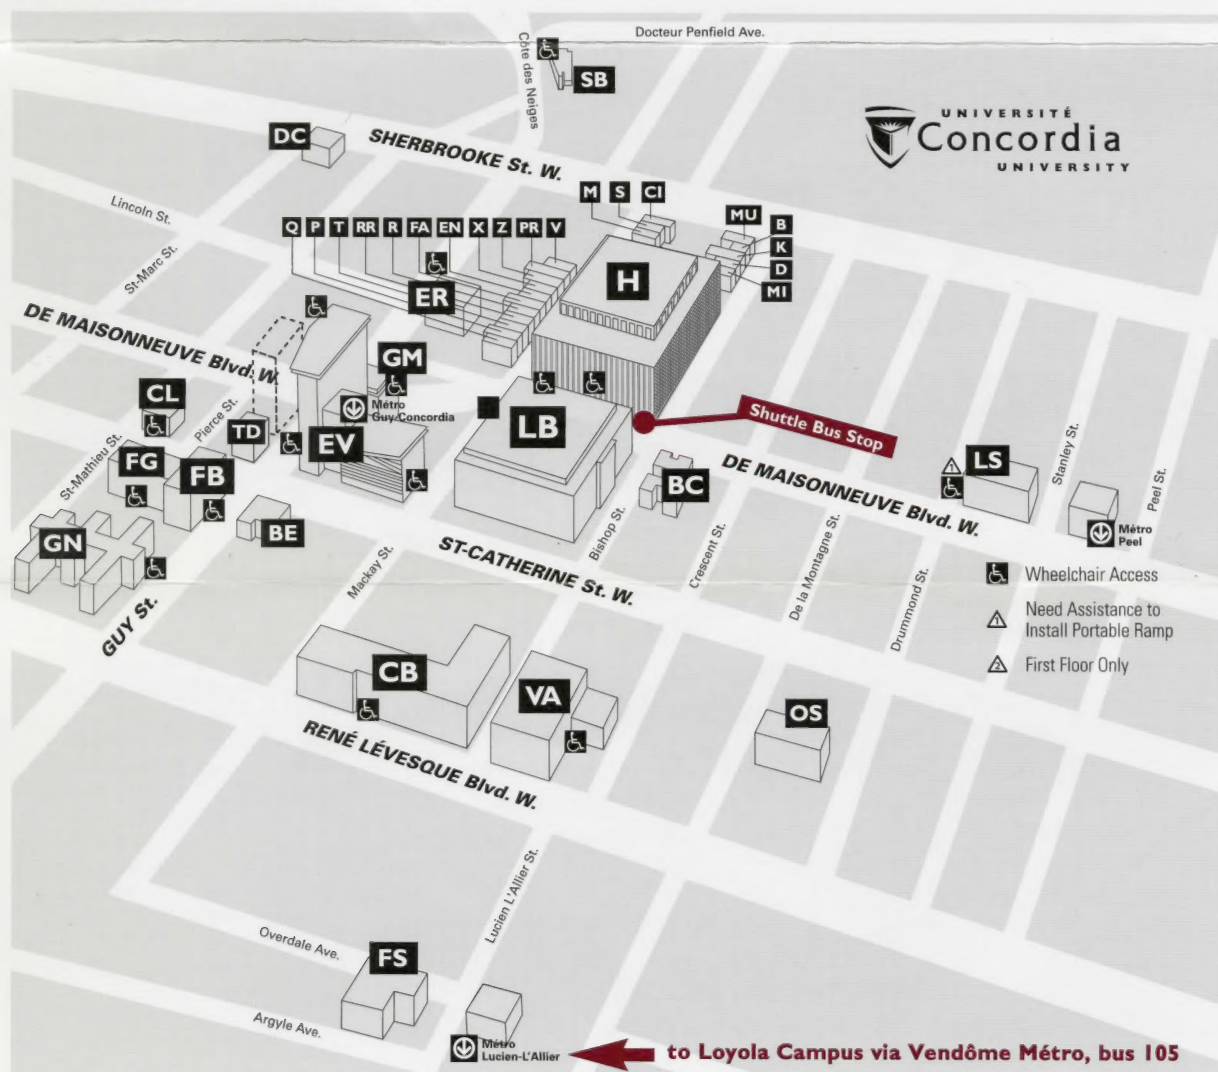 Docteur Penfield Ave.
Côte des Neiges
SB
UNIVERSITÉ
Concordia
UNIVERSITY
DC
SHERBROOKE St. W.
Lincoln St.
St-Marc St.
M S CI
MU B
K
D
MI
Q P T RR R FA EN X Z PR V
ER
H
DE MAISONNEUVE Blvd. W.
GM
Métro
Guy Concordia
CL
Pierce St.
TD
EV
LB
Shuttle Bus Stop
St-Mathieu St.
FG
FB
BC
DE MAISONNEUVE Blvd. W.
1
LS
Stanley St.
Peel St.
Métro
Peel
GN
BE
GUY St.
Mackay St.
ST-CATHERINE St. W.
Bishop St.
Crescent St.
De la Montagne St.
Drummond St.
Wheelchair Access
1 Need Assistance to
Install Portable Ramp
2 First Floor Only
CB
VA
OS
RENÉ LÉVESQUE Blvd. W.
Lucien L'Allier St.
Overdale Ave.
FS
Argyle Ave.
Métro
Lucien-L'Allier
to Loyola Campus via Vendôme Métro, bus 105